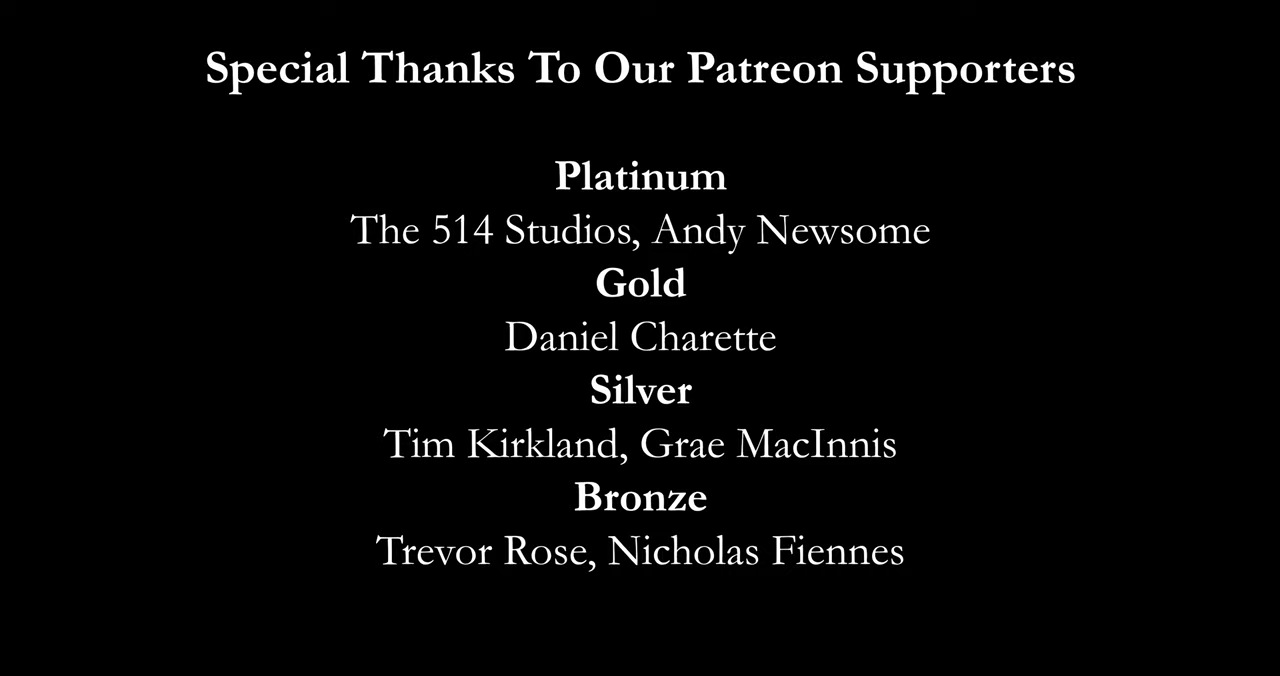 Special Thanks To Our Patreon Supporters
Platinum
The 514 Studios, Andy Newsome
Gold
Daniel Charette
Silver
Tim Kirkland, Grae MacInnis
Bronze
Trevor Rose, Nicholas Fiennes